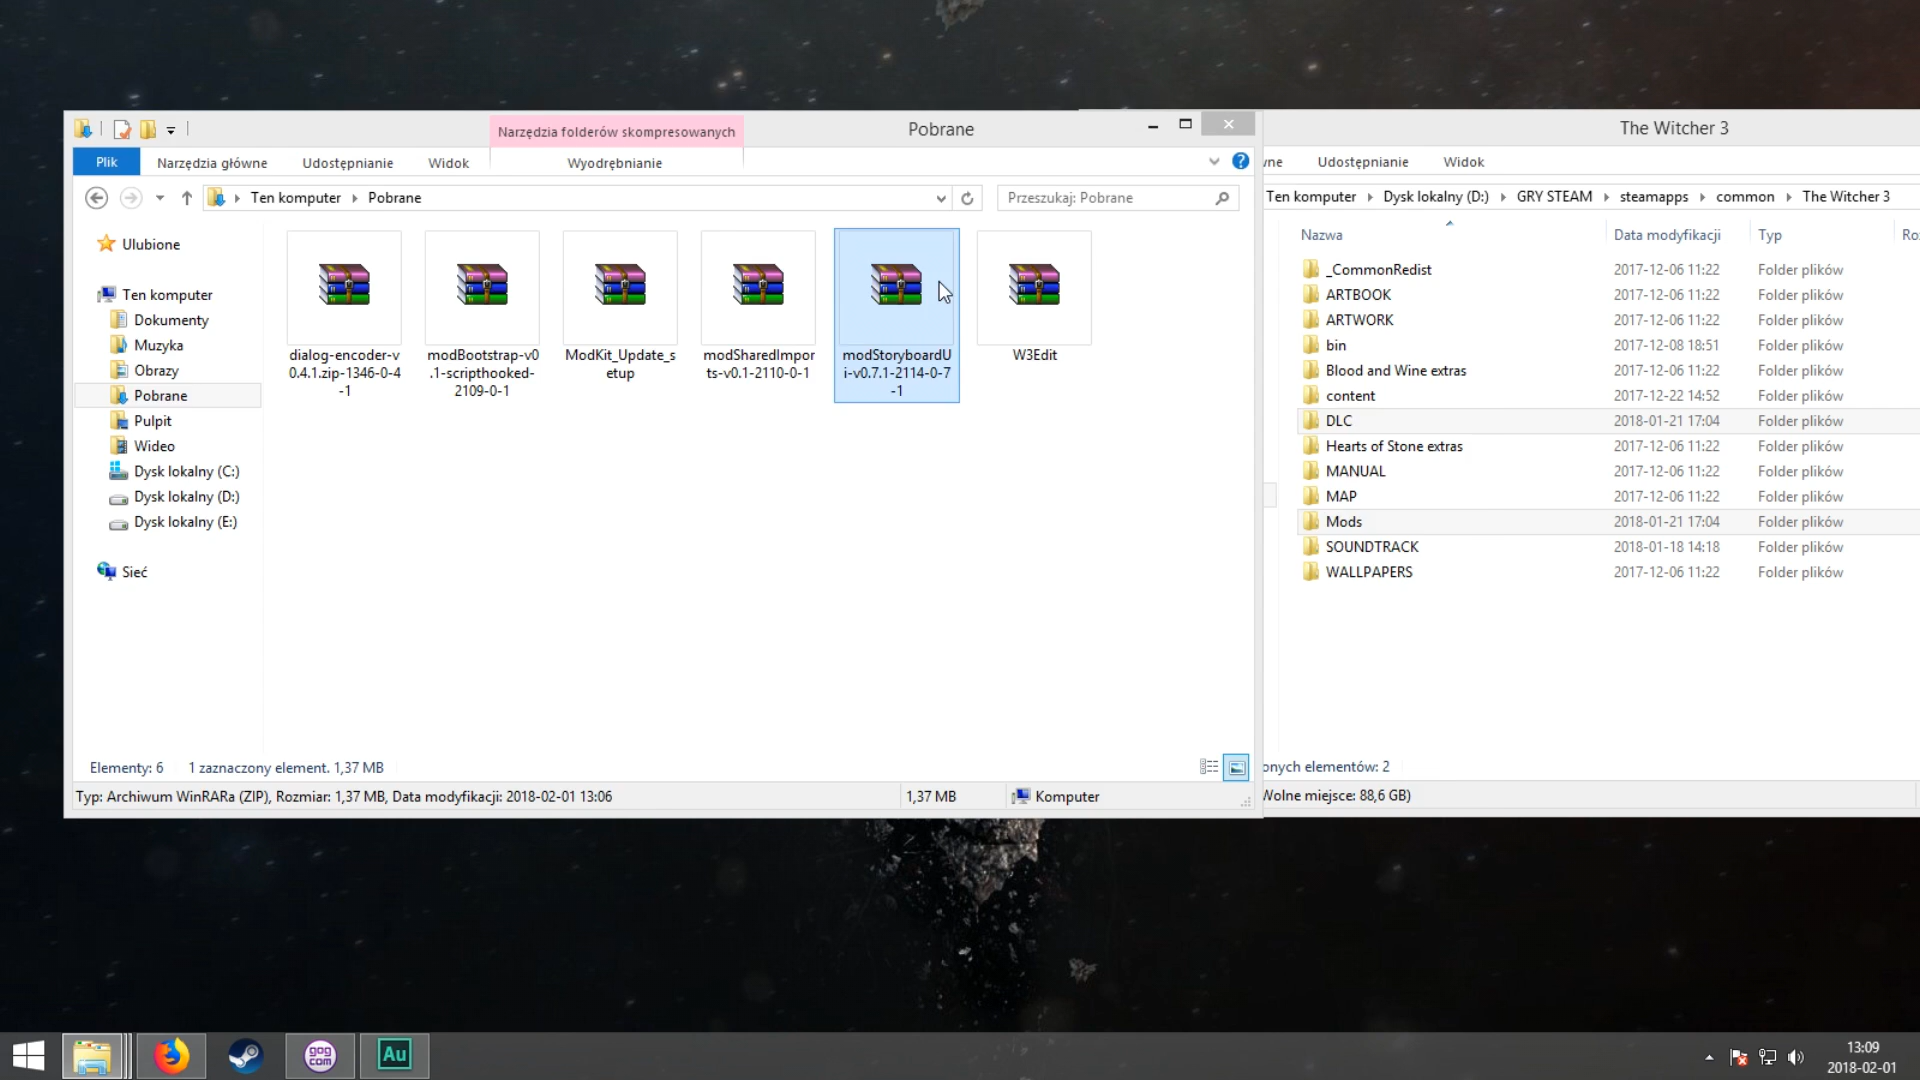 Narzędzia folderów skompresowanych
Pobrane
Plik
Narzędzia główne
Udostępnianie
Widok
Wyodrębnianie
Ten komputer
Pobrane
Przeszukaj: Pobrane
Ulubione
Ten komputer
Dokumenty
Muzyka
Obrazy
Pobrane
Pulpit
Wideo
Dysk lokalny (C:)
Dysk lokalny (D:)
Dysk lokalny (E:)
Sieć
dialog-encoder-v
0.4.1.zip-1346-0-4
-1
modBootstrap-v0
.1-scripthooked-
2109-0-1
ModKit_Update_s
etup
modSharedImpor
ts-v0.1-2110-0-1
modStoryboardU
i-v0.7.1-2114-0-7
-1
W3Edit
Elementy: 6
1 zaznaczony element. 1,37 MB
Typ: Archiwum WinRARa (ZIP), Rozmiar: 1,37 MB, Data modyfikacji: 2018-02-01 13:06
1,37 MB
Komputer
The Witcher 3
wne
Udostępnianie
Widok
Ten komputer
Dysk lokalny (D:)
GRY STEAM
steamapps
common
The Witcher 3
Nazwa
Data modyfikacji
Typ
Ro
_CommonRedist 2017-12-06 11:22 Folder plików
ARTBOOK 2017-12-06 11:22 Folder plików
ARTWORK 2017-12-06 11:22 Folder plików
bin 2017-12-08 18:51 Folder plików
Blood and Wine extras 2017-12-06 11:22 Folder plików
content 2017-12-22 14:52 Folder plików
DLC 2018-01-21 17:04 Folder plików
Hearts of Stone extras 2017-12-06 11:22 Folder plików
MANUAL 2017-12-06 11:22 Folder plików
MAP 2017-12-06 11:22 Folder plików
Mods 2018-01-21 17:04 Folder plików
SOUNDTRACK 2018-01-18 14:18 Folder plików
WALLPAPERS 2017-12-06 11:22 Folder plików
onych elementów: 2
Wolne miejsce: 88,6 GB)
gog
com
Au
13:09
2018-02-01